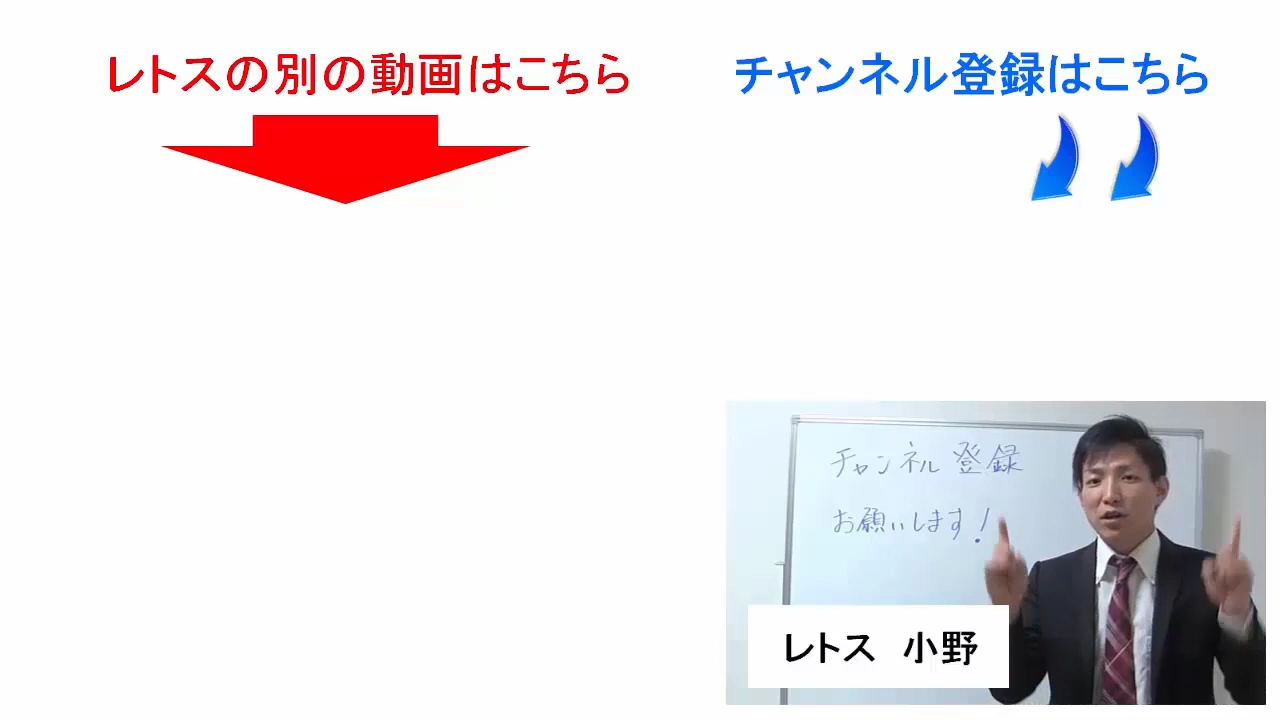 レトスの別の動画はこちら
チャンネル登録はこちら
チャンネル登録
お願いします!
レトス 小野